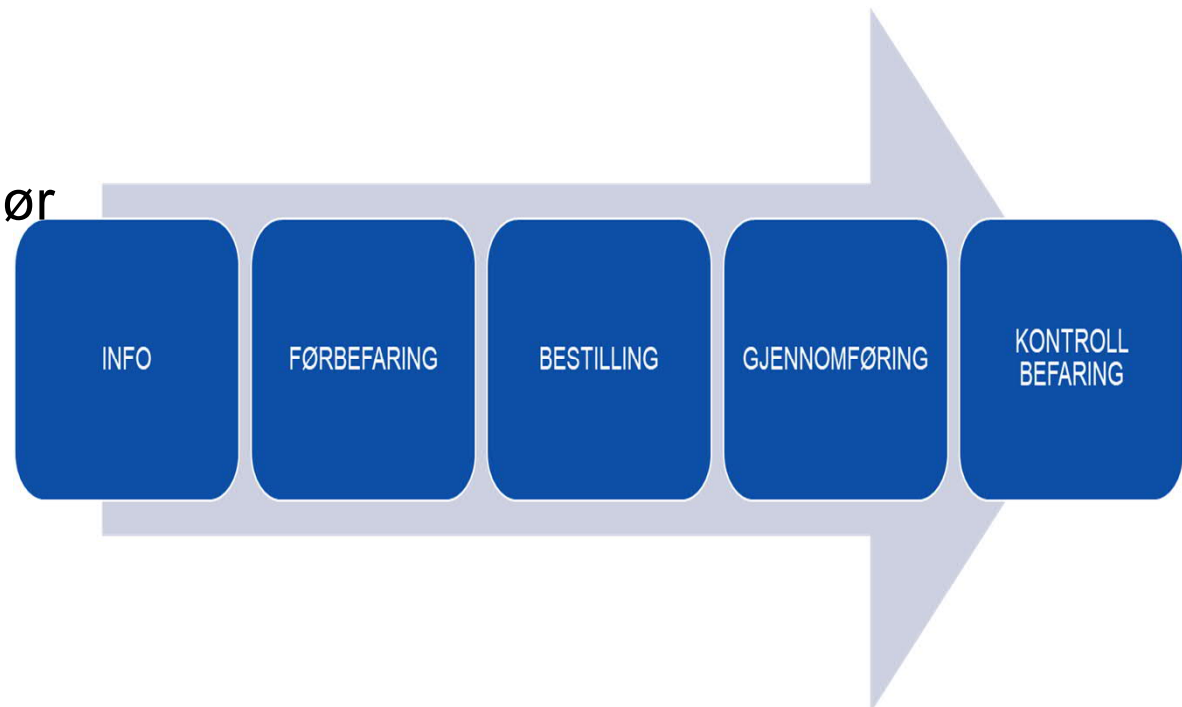 ør
INFO
FØRBEFARING
BESTILLING
GJENNOMFØRING
KONTROLL
BEFARING